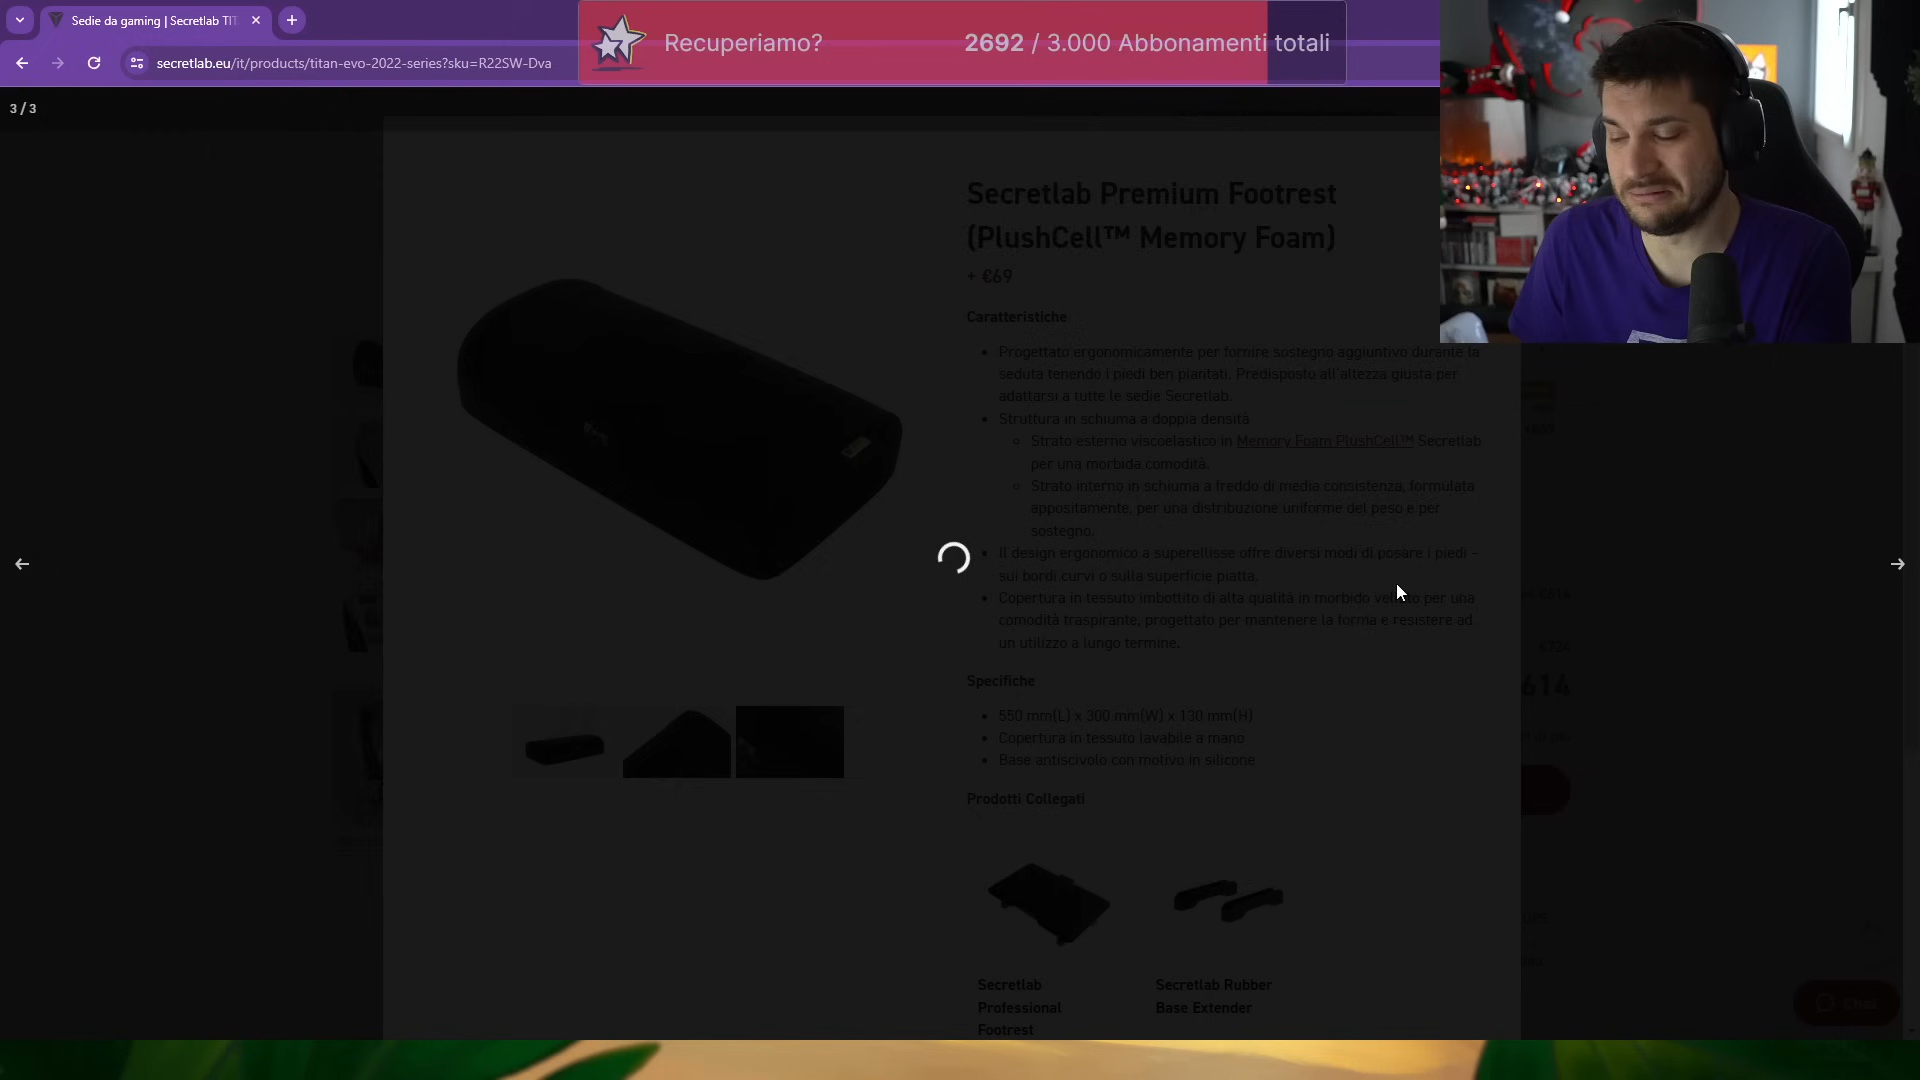 Sedie da gaming | Secretlab TI
Recuperiamo?
2692 / 3.000 Abbonamenti totali
secretlab.eu/it/products/titan-evo-2022-series?sku=R22SW-Dva
3 / 3
Secretlab Premium Footrest
(PlushCell™ Memory Foam)
+ €69
Caratteristiche
• Progettato ergonomicamente per fornire sostegno aggiuntivo durante la
seduta tenendo i piedi ben piantati. Predisposto all'altezza giusta per
adattarsi a tutte le sedie Secretlab.
• Struttura in schiuma a doppia densità
Strato esterno viscoelastico in Memory Foam PlushCell™ Secretlab
per una morbida comodità.
Strato interno in schiuma a freddo di media consistenza, formulata
appositamente, per una distribuzione uniforme del peso e per
sostegno.
• Il design ergonomico a superellisse offre diversi modi di posare i piedi –
sui bordi curvi o sulla superficie piatta.
• Copertura in tessuto imbottito di alta qualità in morbido velluto per una
comodità traspirante, progettato per mantenere la forma e resistere ad
un utilizzo a lungo termine.
€724
614
Specifiche
• 550 mm(L) x 300 mm(W) x 130 mm(H)
• Copertura in tessuto lavabile a mano
• Base antiscivolo con motivo in silicone
Prodotti Collegati
Secretlab
Professional
Footrest
Secretlab Rubber
Base Extender
Chat